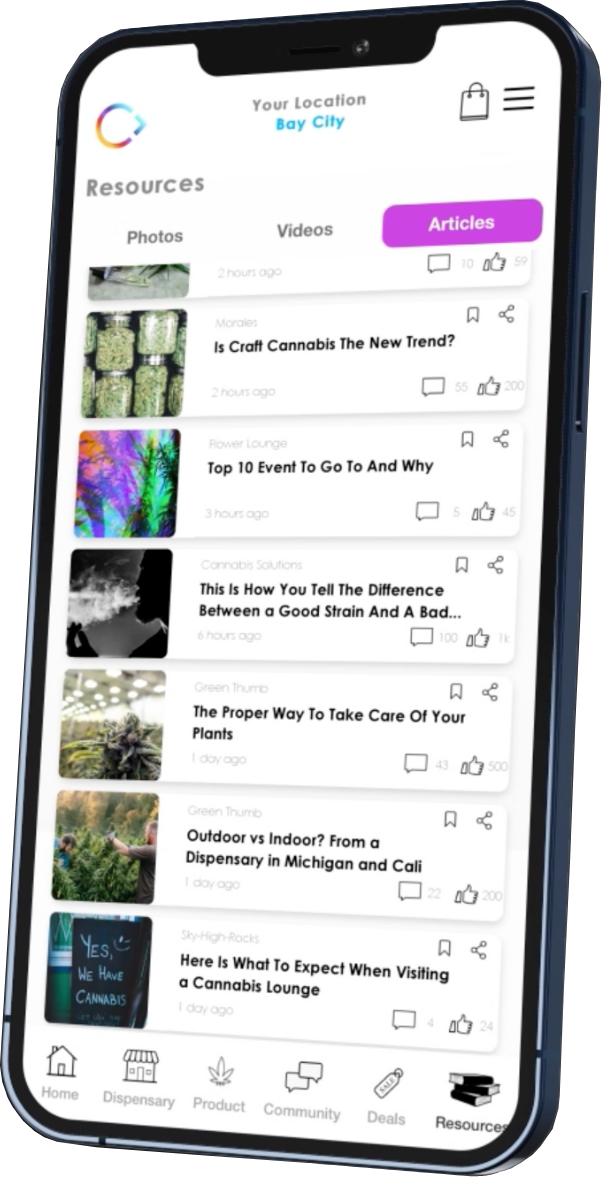 Your Location
Bay City
Resources
Photos
Videos
Articles
2 hours ago
10
59
Morales
Is Craft Cannabis The New Trend?
2 hours ago
55
200
Flower Lounge
Top 10 Event To Go To And Why
3 hours ago
5
45
Cannabis Solutions
This Is How You Tell The Difference
Between a Good Strain And A Bad...
6 hours ago
100
1k
Green Thumb
The Proper Way To Take Care Of Your
Plants
1 day ago
43
500
Green Thumb
Outdoor vs Indoor? From a
Dispensary in Michigan and Cali
1 day ago
22
200
Sky-High-Rocks
YES,
WE HAVE
CANNABIS
Here Is What To Expect When Visiting
a Cannabis Lounge
1 day ago
4
24
Home
Dispensary
Product
Community
SALE
Deals
Resources